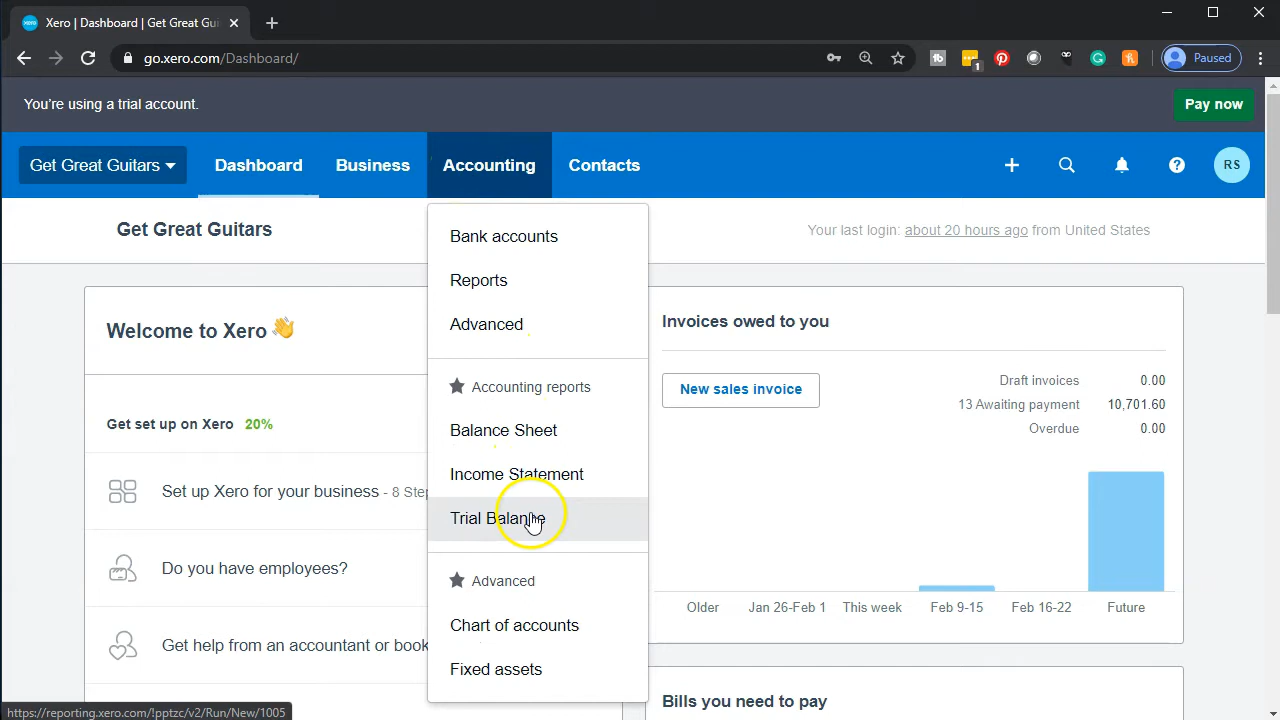 Xero | Dashboard | Get Great Gui
go.xero.com/Dashboard/
1
Paused
You're using a trial account.
Pay now
Get Great Guitars
Dashboard
Business
Accounting
Contacts
RS
Get Great Guitars
Your last login: about 20 hours ago from United States
Bank accounts
Reports
Advanced
Accounting reports
Balance Sheet
Income Statement
Trial Balance
Advanced
Chart of accounts
Fixed assets
Welcome to Xero
Get set up on Xero 20%
Set up Xero for your business - 8 Step
Do you have employees?
Get help from an accountant or book
Invoices owed to you
New sales invoice
Draft invoices 0.00
13 Awaiting payment 10,701.60
Overdue 0.00
Older Jan 26-Feb 1 This week Feb 9-15 Feb 16-22 Future
Bills you need to pay
https://reporting.xero.com/!pptzc/v2/Run/New/1005